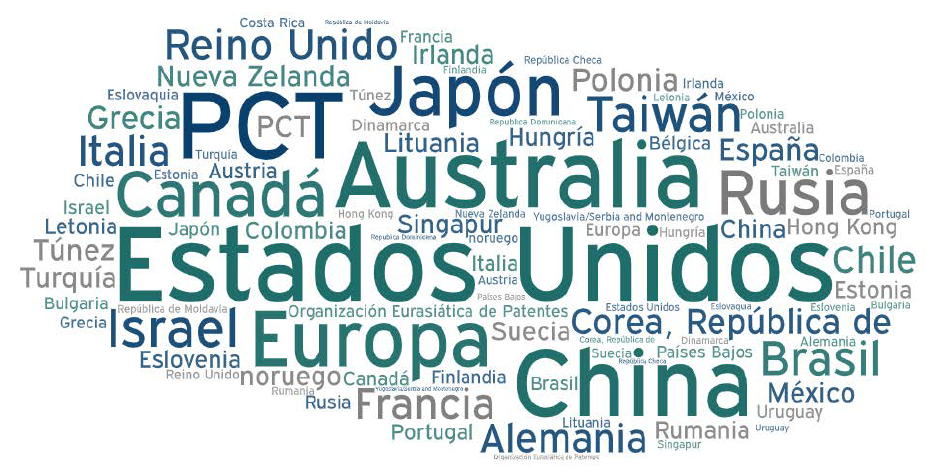 Costa Rica
República de Moldavia
Reino Unido
Francia
Irlanda
República Checa
Nueva Zelanda
Finlandia
Japón
Polonia
Irlanda
Eslovaquia
PCT
Túnez
Letonia
México
Grecia
PCT
Dinamarca
República Dominicana
Taiwán
Polonia
Australia
Italia
Lituania
Hungría
Bélgica
España
Colombia
Turquía
Chile
Estonia
Austria
Australia
Taiwán
España
Canadá
Rusia
Israel
Hong Kong
Nueva Zelanda
Yugoslavia/Serbia and Montenegro
Portugal
Letonia
Japón
Colombia
Singapur
Europa
Hungría
China
Hong Kong
República Dominicana
noruego
Túnez
Estados Unidos
Italia
Chile
Turquía
Austria
Estonia
Países Bajos
Bulgaria
República de Moldavia
Organización Eurasiática de Patentes
Estados Unidos
Eslovaquia
Eslovenia
Bulgaria
Grecia
Israel
Europa
Suecia
Corea, República de
Corea, República de
Dinamarca
Alemania
Eslovenia
Suecia
Países Bajos
Brasil
República Checa
Reino Unido
noruego
Canadá
Finlandia
Brasil
China
Rumania
Yugoslavia/Serbia and Montenegro
México
Rusia
Francia
Uruguay
Portugal
Alemania
Lituania
Rumania
Uruguay
Singapur
Organización Eurasiática de Patentes